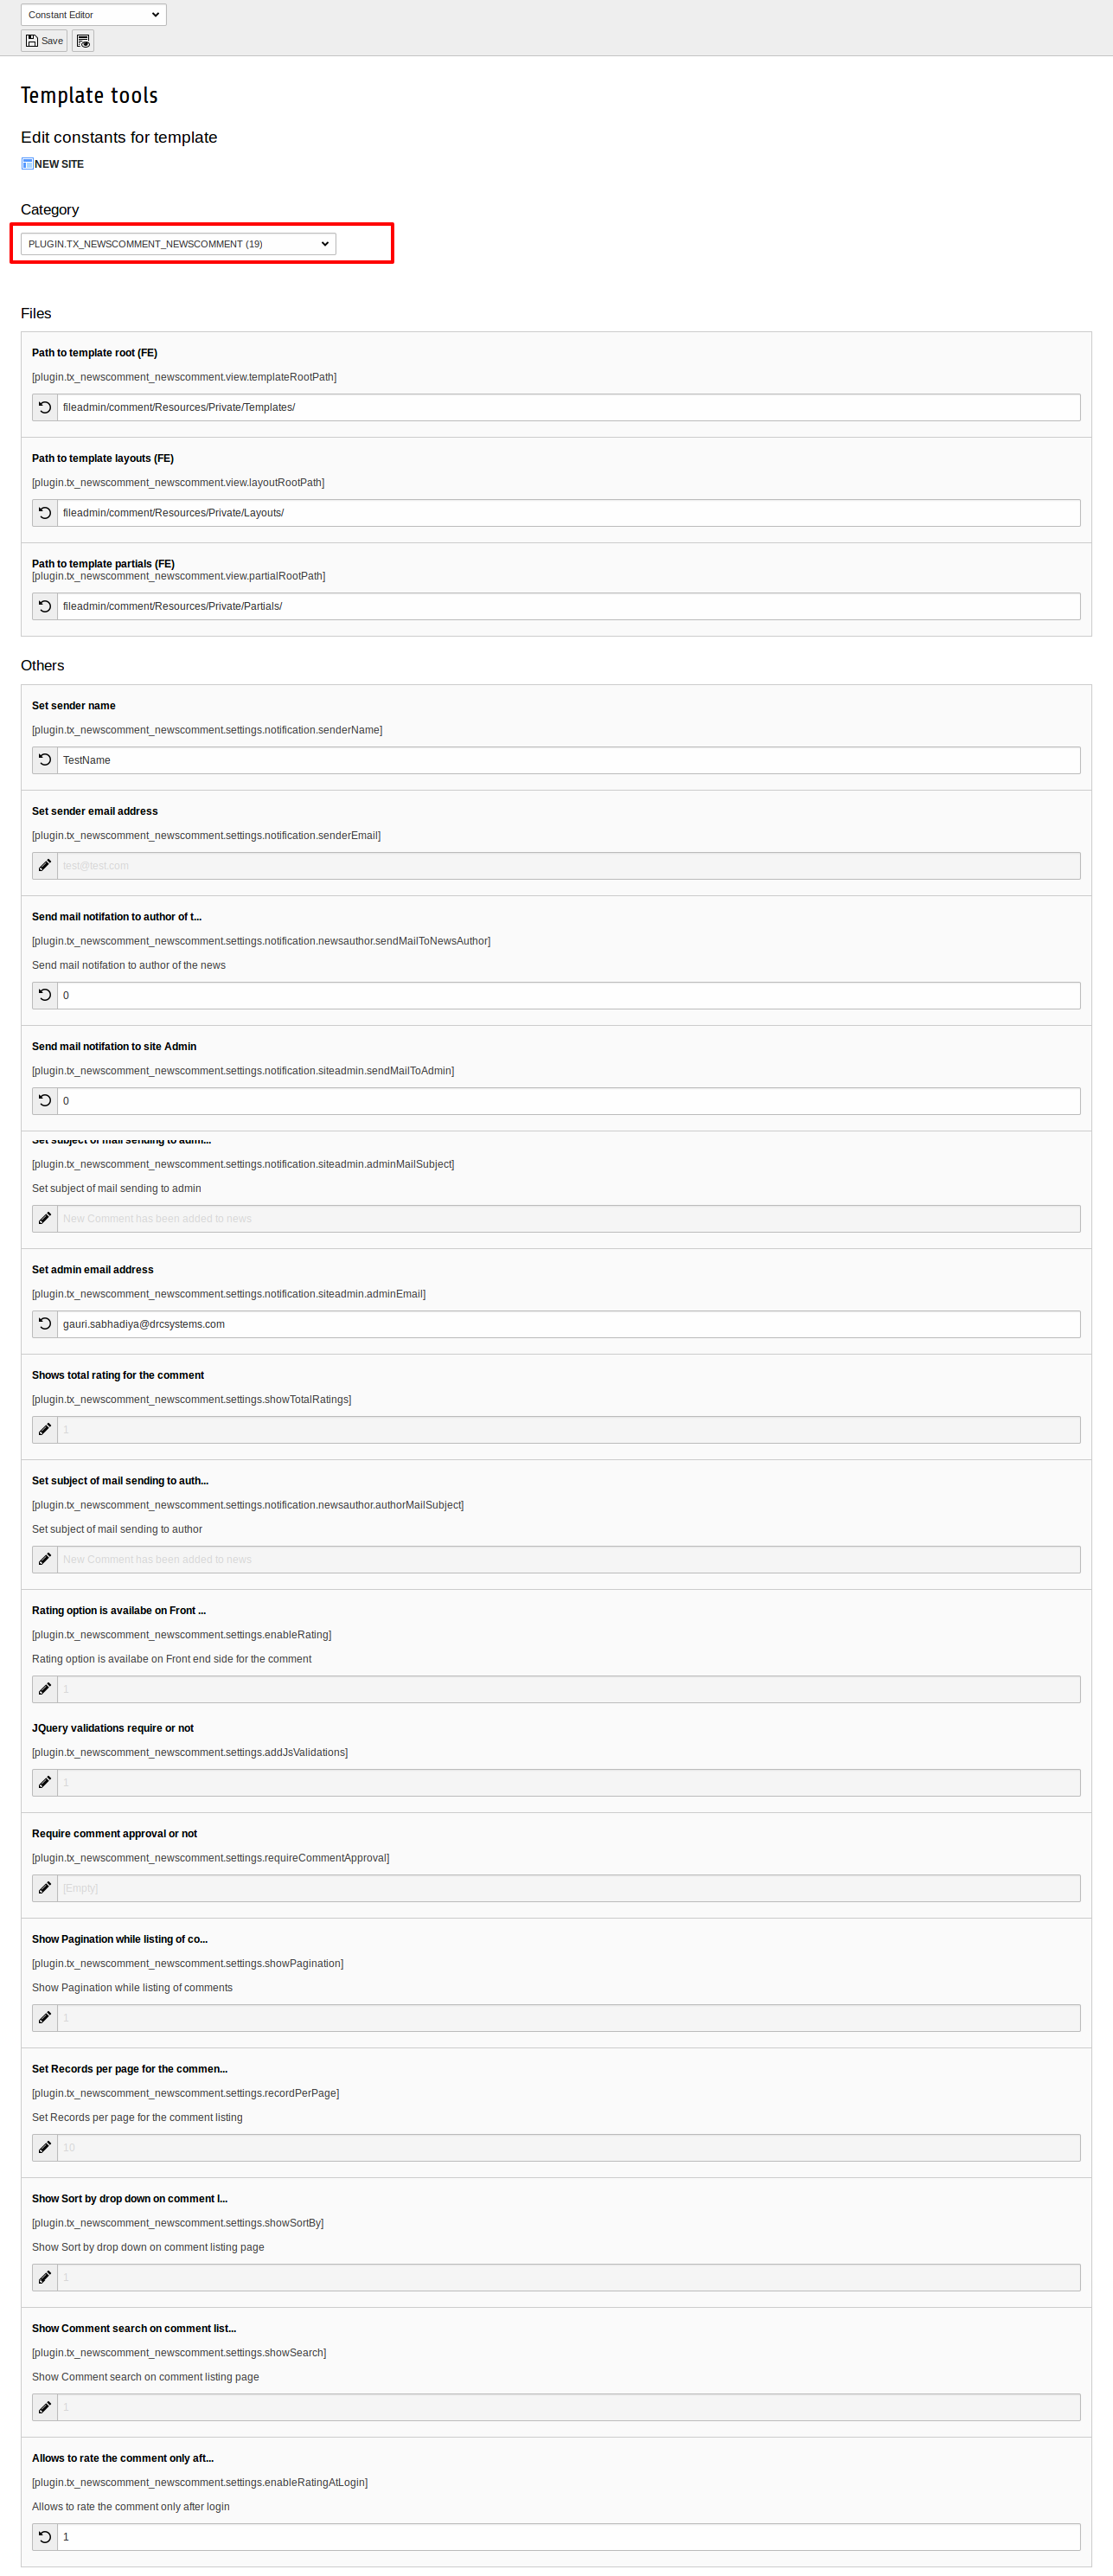 Constant Editor
Save
Template tools
Edit constants for template
NEW SITE
Category
PLUGIN.TX_NEWSCOMMENT_NEWSCOMMENT (19)
Files
Path to template root (FE)
[plugin.tx_newscomment_newscomment.view.templateRootPath]
fileadmin/comment/Resources/Private/Templates/
Path to template layouts (FE)
[plugin.tx_newscomment_newscomment.view.layoutRootPath]
fileadmin/comment/Resources/Private/Layouts/
Path to template partials (FE)
[plugin.tx_newscomment_newscomment.view.partialRootPath]
fileadmin/comment/Resources/Private/Partials/
Others
Set sender name
[plugin.tx_newscomment_newscomment.settings.notification.senderName]
TestName
Set sender email address
[plugin.tx_newscomment_newscomment.settings.notification.senderEmail]
test@test.com
Send mail notifation to author of t...
[plugin.tx_newscomment_newscomment.settings.notification.newsauthor.sendMailToNewsAuthor]
Send mail notifation to author of the news
0
Send mail notifation to site Admin
[plugin.tx_newscomment_newscomment.settings.notification.siteadmin.sendMailToAdmin]
0
Set subject of mail sending to adm...
[plugin.tx_newscomment_newscomment.settings.notification.siteadmin.adminMailSubject]
Set subject of mail sending to admin
New Comment has been added to news
Set admin email address
[plugin.tx_newscomment_newscomment.settings.notification.siteadmin.adminEmail]
gauri.sabhadiya@drcsystems.com
Shows total rating for the comment
[plugin.tx_newscomment_newscomment.settings.showTotalRatings]
1
Set subject of mail sending to auth...
[plugin.tx_newscomment_newscomment.settings.notification.newsauthor.authorMailSubject]
Set subject of mail sending to author
New Comment has been added to news
Rating option is availabe on Front ...
[plugin.tx_newscomment_newscomment.settings.enableRating]
Rating option is availabe on Front end side for the comment
1
JQuery validations require or not
[plugin.tx_newscomment_newscomment.settings.addJsValidations]
1
Require comment approval or not
[plugin.tx_newscomment_newscomment.settings.requireCommentApproval]
[Empty]
Show Pagination while listing of co...
[plugin.tx_newscomment_newscomment.settings.showPagination]
Show Pagination while listing of comments
1
Set Records per page for the commen...
[plugin.tx_newscomment_newscomment.settings.recordPerPage]
Set Records per page for the comment listing
10
Show Sort by drop down on comment l...
[plugin.tx_newscomment_newscomment.settings.showSortBy]
Show Sort by drop down on comment listing page
1
Show Comment search on comment list...
[plugin.tx_newscomment_newscomment.settings.showSearch]
Show Comment search on comment listing page
1
Allows to rate the comment only aft...
[plugin.tx_newscomment_newscomment.settings.enableRatingAtLogin]
Allows to rate the comment only after login
1